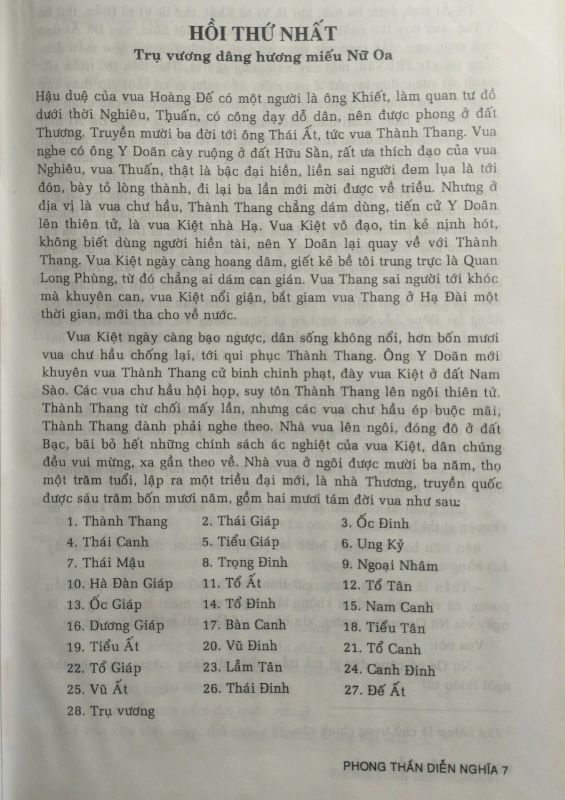 HỒI THỨ NHẤT
Trụ vương dâng hương miếu Nữ Oa
Hậu duệ của vua Hoàng Đế có một người là ông Khiết, làm quan tư đồ
dưới thời Nghiêu, Thuấn, có công dạy dỗ dân, nên được phong ở đất
Thương. Truyền mười ba đời tới ông Thái Ất, tức vua Thành Thang. Vua
nghe có ông Y Doãn cày ruộng ở đất Hữu Sằn, rất ưa thích đạo của vua
Nghiêu, vua Thuấn, thật là bậc đại hiền, liền sai người đem lụa là tới
đón, bày tỏ lòng thành, đi lại ba lần mới mời được về triều. Nhưng ở
địa vị là vua chư hầu, Thành Thang chẳng dám dùng, tiến cử Y Doãn
lên thiên tử, là vua Kiệt nhà Hạ. Vua Kiệt vô đạo, tin kẻ nịnh hót,
không biết dùng người hiền tài, nên Y Doãn lại quay về với Thành
Thang. Vua Kiệt ngày càng hoang dâm, giết kẻ bề tôi trung trực là Quan
Long Phùng, từ đó chẳng ai dám can gián. Vua Thang sai người tới khóc
mà khuyên can, vua Kiệt nổi giận, bắt giam vua Thang ở Hạ Đài một
thời gian, mới tha cho về nước.
Vua Kiệt ngày càng bạo ngược, dân sống không nổi, hơn bốn mươi
vua chư hầu chống lại, tới qui phục Thành Thang. Ông Y Doãn mới
khuyên vua Thành Thang cử binh chinh phạt, đày vua Kiệt ở đất Nam
Sào. Các vua chư hầu hội họp, suy tôn Thành Thang lên ngôi thiên tử.
Thành Thang từ chối mấy lần, nhưng các vua chư hầu ép buộc mãi,
Thành Thang đành phải nghe theo. Nhà vua lên ngôi, đóng đô ở đất
Bạc, bãi bỏ hết những chính sách ác nghiệt của vua Kiệt, dân chúng
đều vui mừng, xa gần theo về. Nhà vua ở ngôi được mười ba năm, thọ
một trăm tuổi, lập ra một triều đại mới, là nhà Thương, truyền quốc
được sáu trăm bốn mươi năm, gồm hai mươi tám đời vua như sau:
1. Thành Thang 2. Thái Giáp 3. Ốc Đinh
4. Thái Canh 5. Tiểu Giáp 6. Ung Kỷ
7. Thái Mậu 8. Trọng Đinh 9. Ngoại Nhâm
10. Hà Đàn Giáp 11. Tổ Ất 12. Tổ Tân
13. Ốc Giáp 14. Tổ Đinh 15. Nam Canh
16. Dương Giáp 17. Bàn Canh 18. Tiểu Tân
19. Tiểu Ất 20. Vũ Đinh 21. Tổ Canh
22. Tổ Giáp 23. Lẫm Tân 24. Canh Đinh
25. Vũ Ất 26. Thái Đinh 27. Đế Ất
28. Trụ vương
PHONG THẦN DIỄN NGHĨA 7